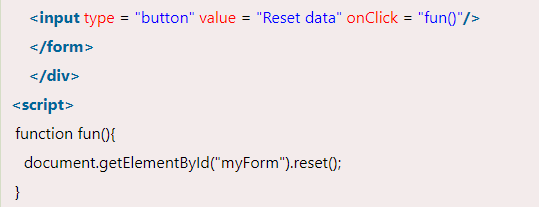 <input type = "button" value = "Reset data" onClick = "fun()"/>
</form>
</div>
<script>
function fun(){
document.getElementById("myForm").reset();
}